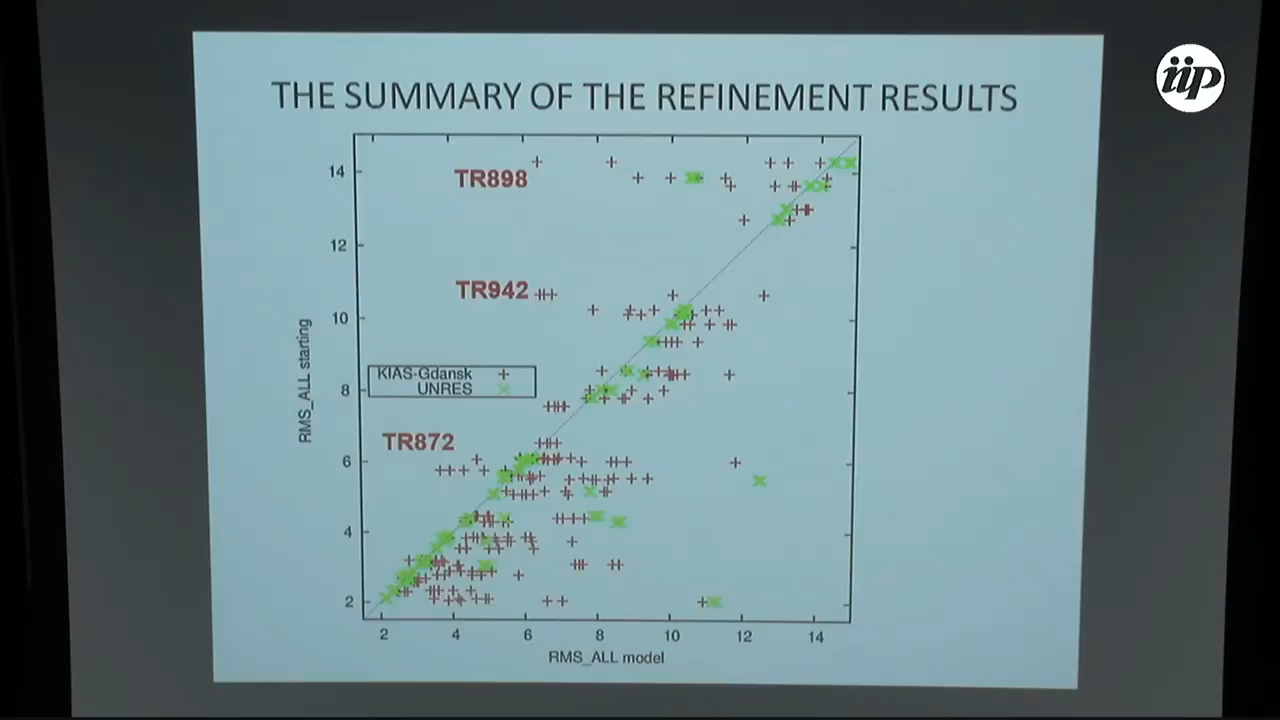 iip
THE SUMMARY OF THE REFINEMENT RESULTS
14
TR898
12
TR942
10
RMS_ALL starting
KIAS-Gdansk
UNRES
8
TR872
6
4
2
2 4 6 8 10 12 14
RMS_ALL model